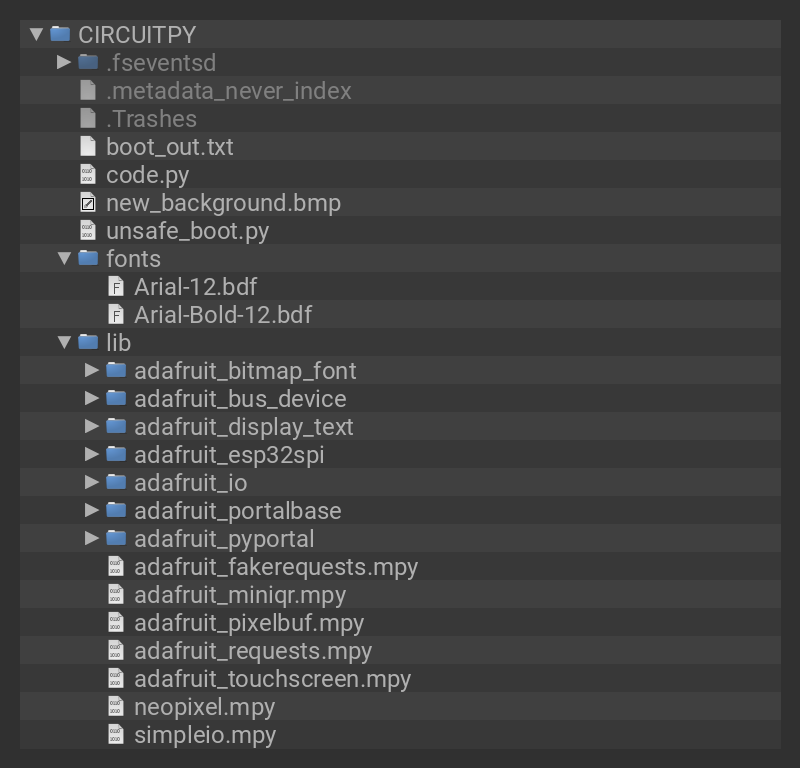 CIRCUITPY
.fseventsd
.metadata_never_index
.Trashes
boot_out.txt
code.py
new_background.bmp
unsafe_boot.py
fonts
Arial-12.bdf
Arial-Bold-12.bdf
lib
adafruit_bitmap_font
adafruit_bus_device
adafruit_display_text
adafruit_esp32spi
adafruit_io
adafruit_portalbase
adafruit_pyportal
adafruit_fakerequests.mpy
adafruit_miniqr.mpy
adafruit_pixelbuf.mpy
adafruit_requests.mpy
adafruit_touchscreen.mpy
neopixel.mpy
simpleio.mpy